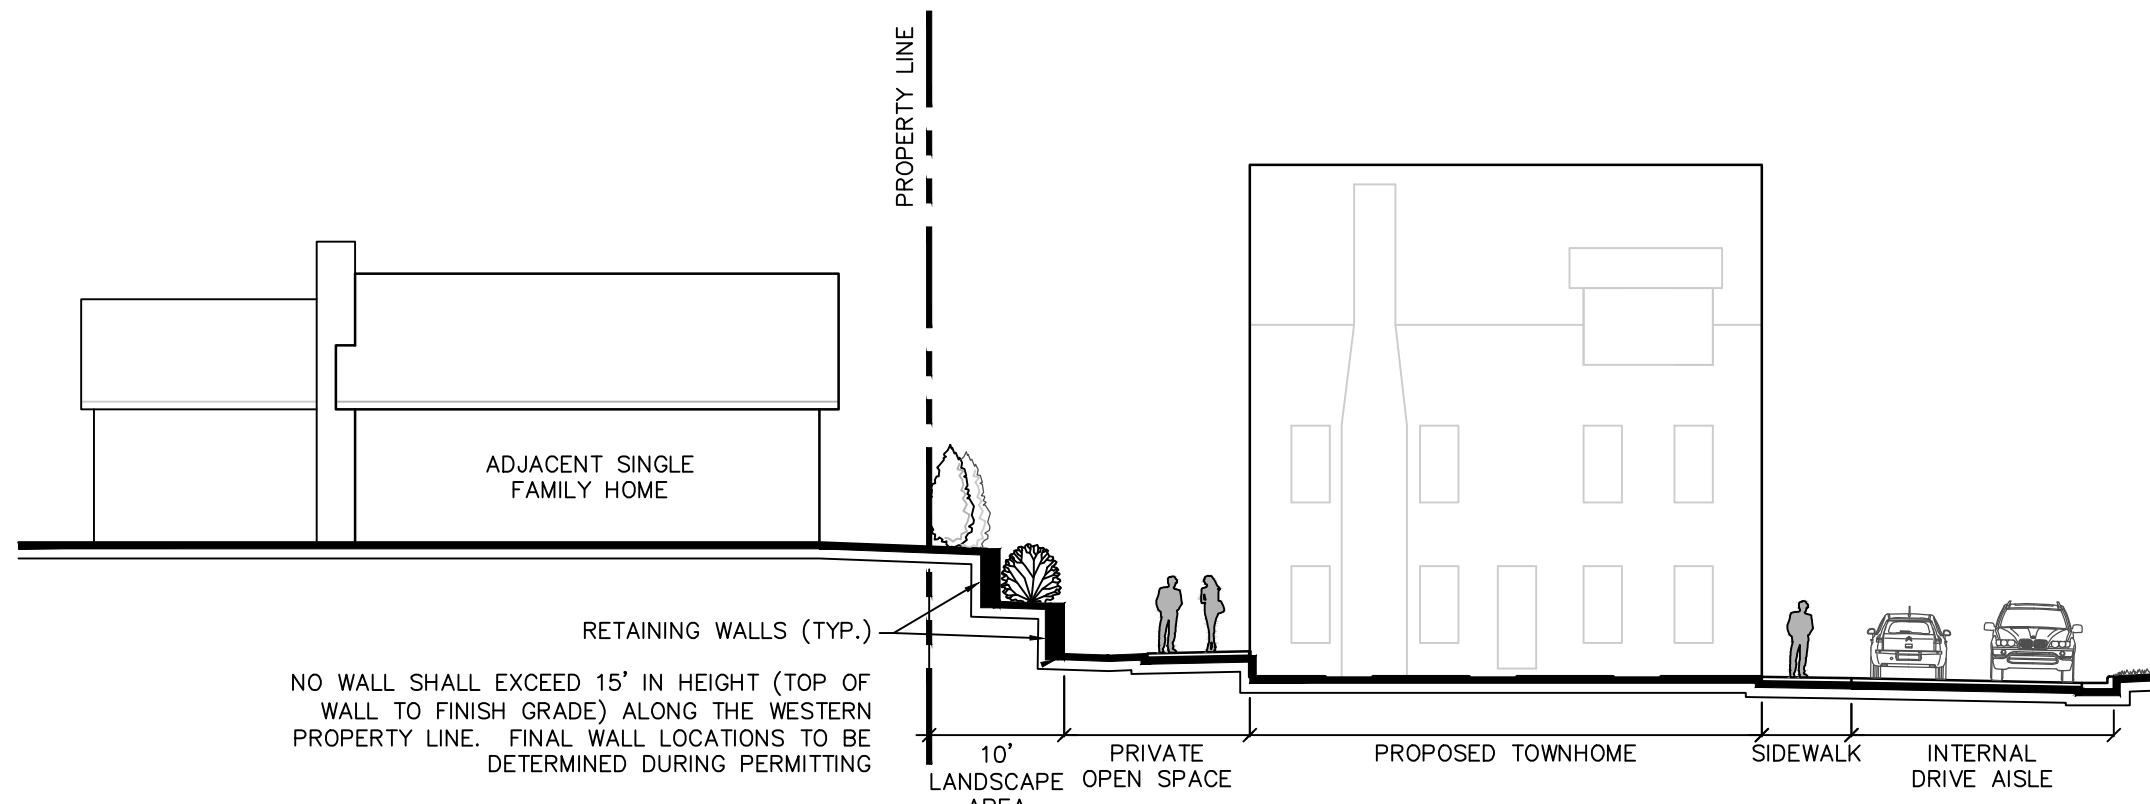 PROPERTY LINE
ADJACENT SINGLE
FAMILY HOME
RETAINING WALLS (TYP.)
NO WALL SHALL EXCEED 15' IN HEIGHT (TOP OF
WALL TO FINISH GRADE) ALONG THE WESTERN
PROPERTY LINE. FINAL WALL LOCATIONS TO BE
DETERMINED DURING PERMITTING
10'
LANDSCAPE
AREA
PRIVATE
OPEN SPACE
PROPOSED TOWNHOME
SIDEWALK
INTERNAL
DRIVE AISLE